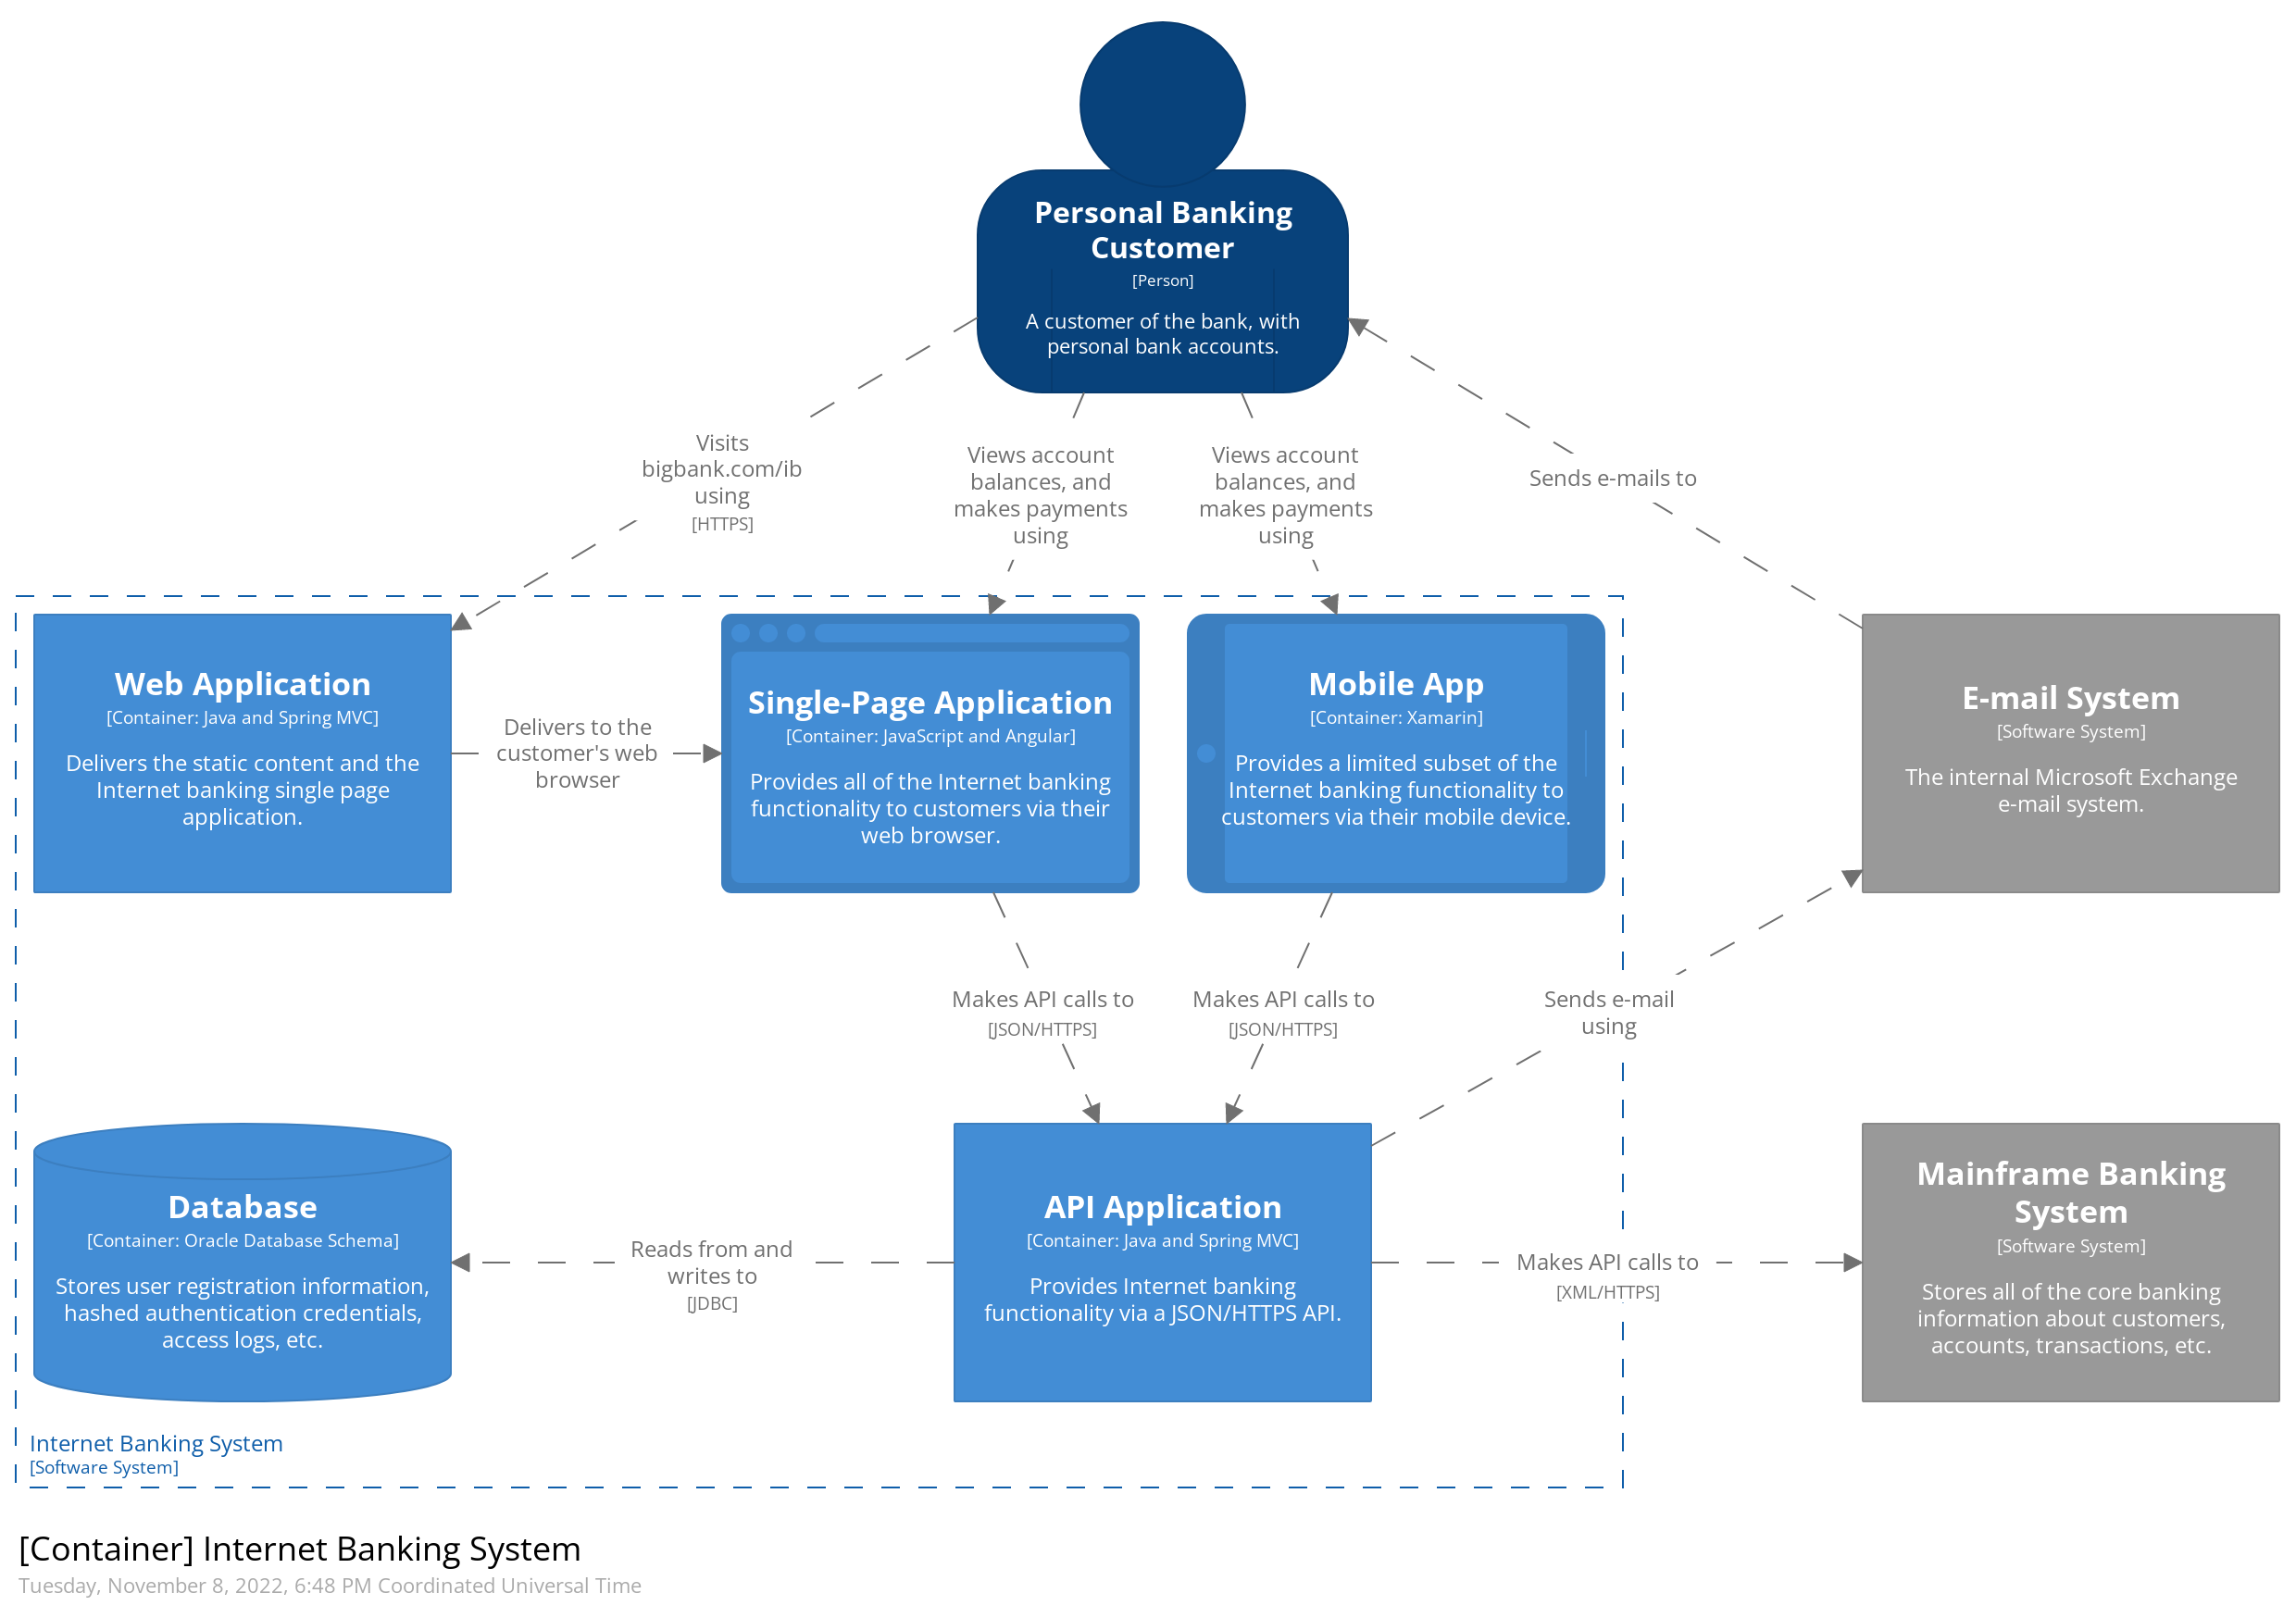 Personal Banking
Customer
[Person]
A customer of the bank, with
personal bank accounts.
Visits
bigbank.com/ib
using
[HTTPS]
Views account
balances, and
makes payments
using
Views account
balances, and
makes payments
using
Sends e-mails to
Web Application
[Container: Java and Spring MVC]
Delivers the static content and the
Internet banking single page
application.
Delivers to the
customer's web
browser
Single-Page Application
[Container: JavaScript and Angular]
Provides all of the Internet banking
functionality to customers via their
web browser.
Mobile App
[Container: Xamarin]
Provides a limited subset of the
Internet banking functionality to
customers via their mobile device.
E-mail System
[Software System]
The internal Microsoft Exchange
e-mail system.
Makes API calls to
[JSON/HTTPS]
Makes API calls to
[JSON/HTTPS]
Sends e-mail
using
Database
[Container: Oracle Database Schema]
Stores user registration information,
hashed authentication credentials,
access logs, etc.
Reads from and
writes to
[JDBC]
API Application
[Container: Java and Spring MVC]
Provides Internet banking
functionality via a JSON/HTTPS API.
Makes API calls to
[XML/HTTPS]
Mainframe Banking
System
[Software System]
Stores all of the core banking
information about customers,
accounts, transactions, etc.
Internet Banking System
[Software System]
[Container] Internet Banking System
Tuesday, November 8, 2022, 6:48 PM Coordinated Universal Time